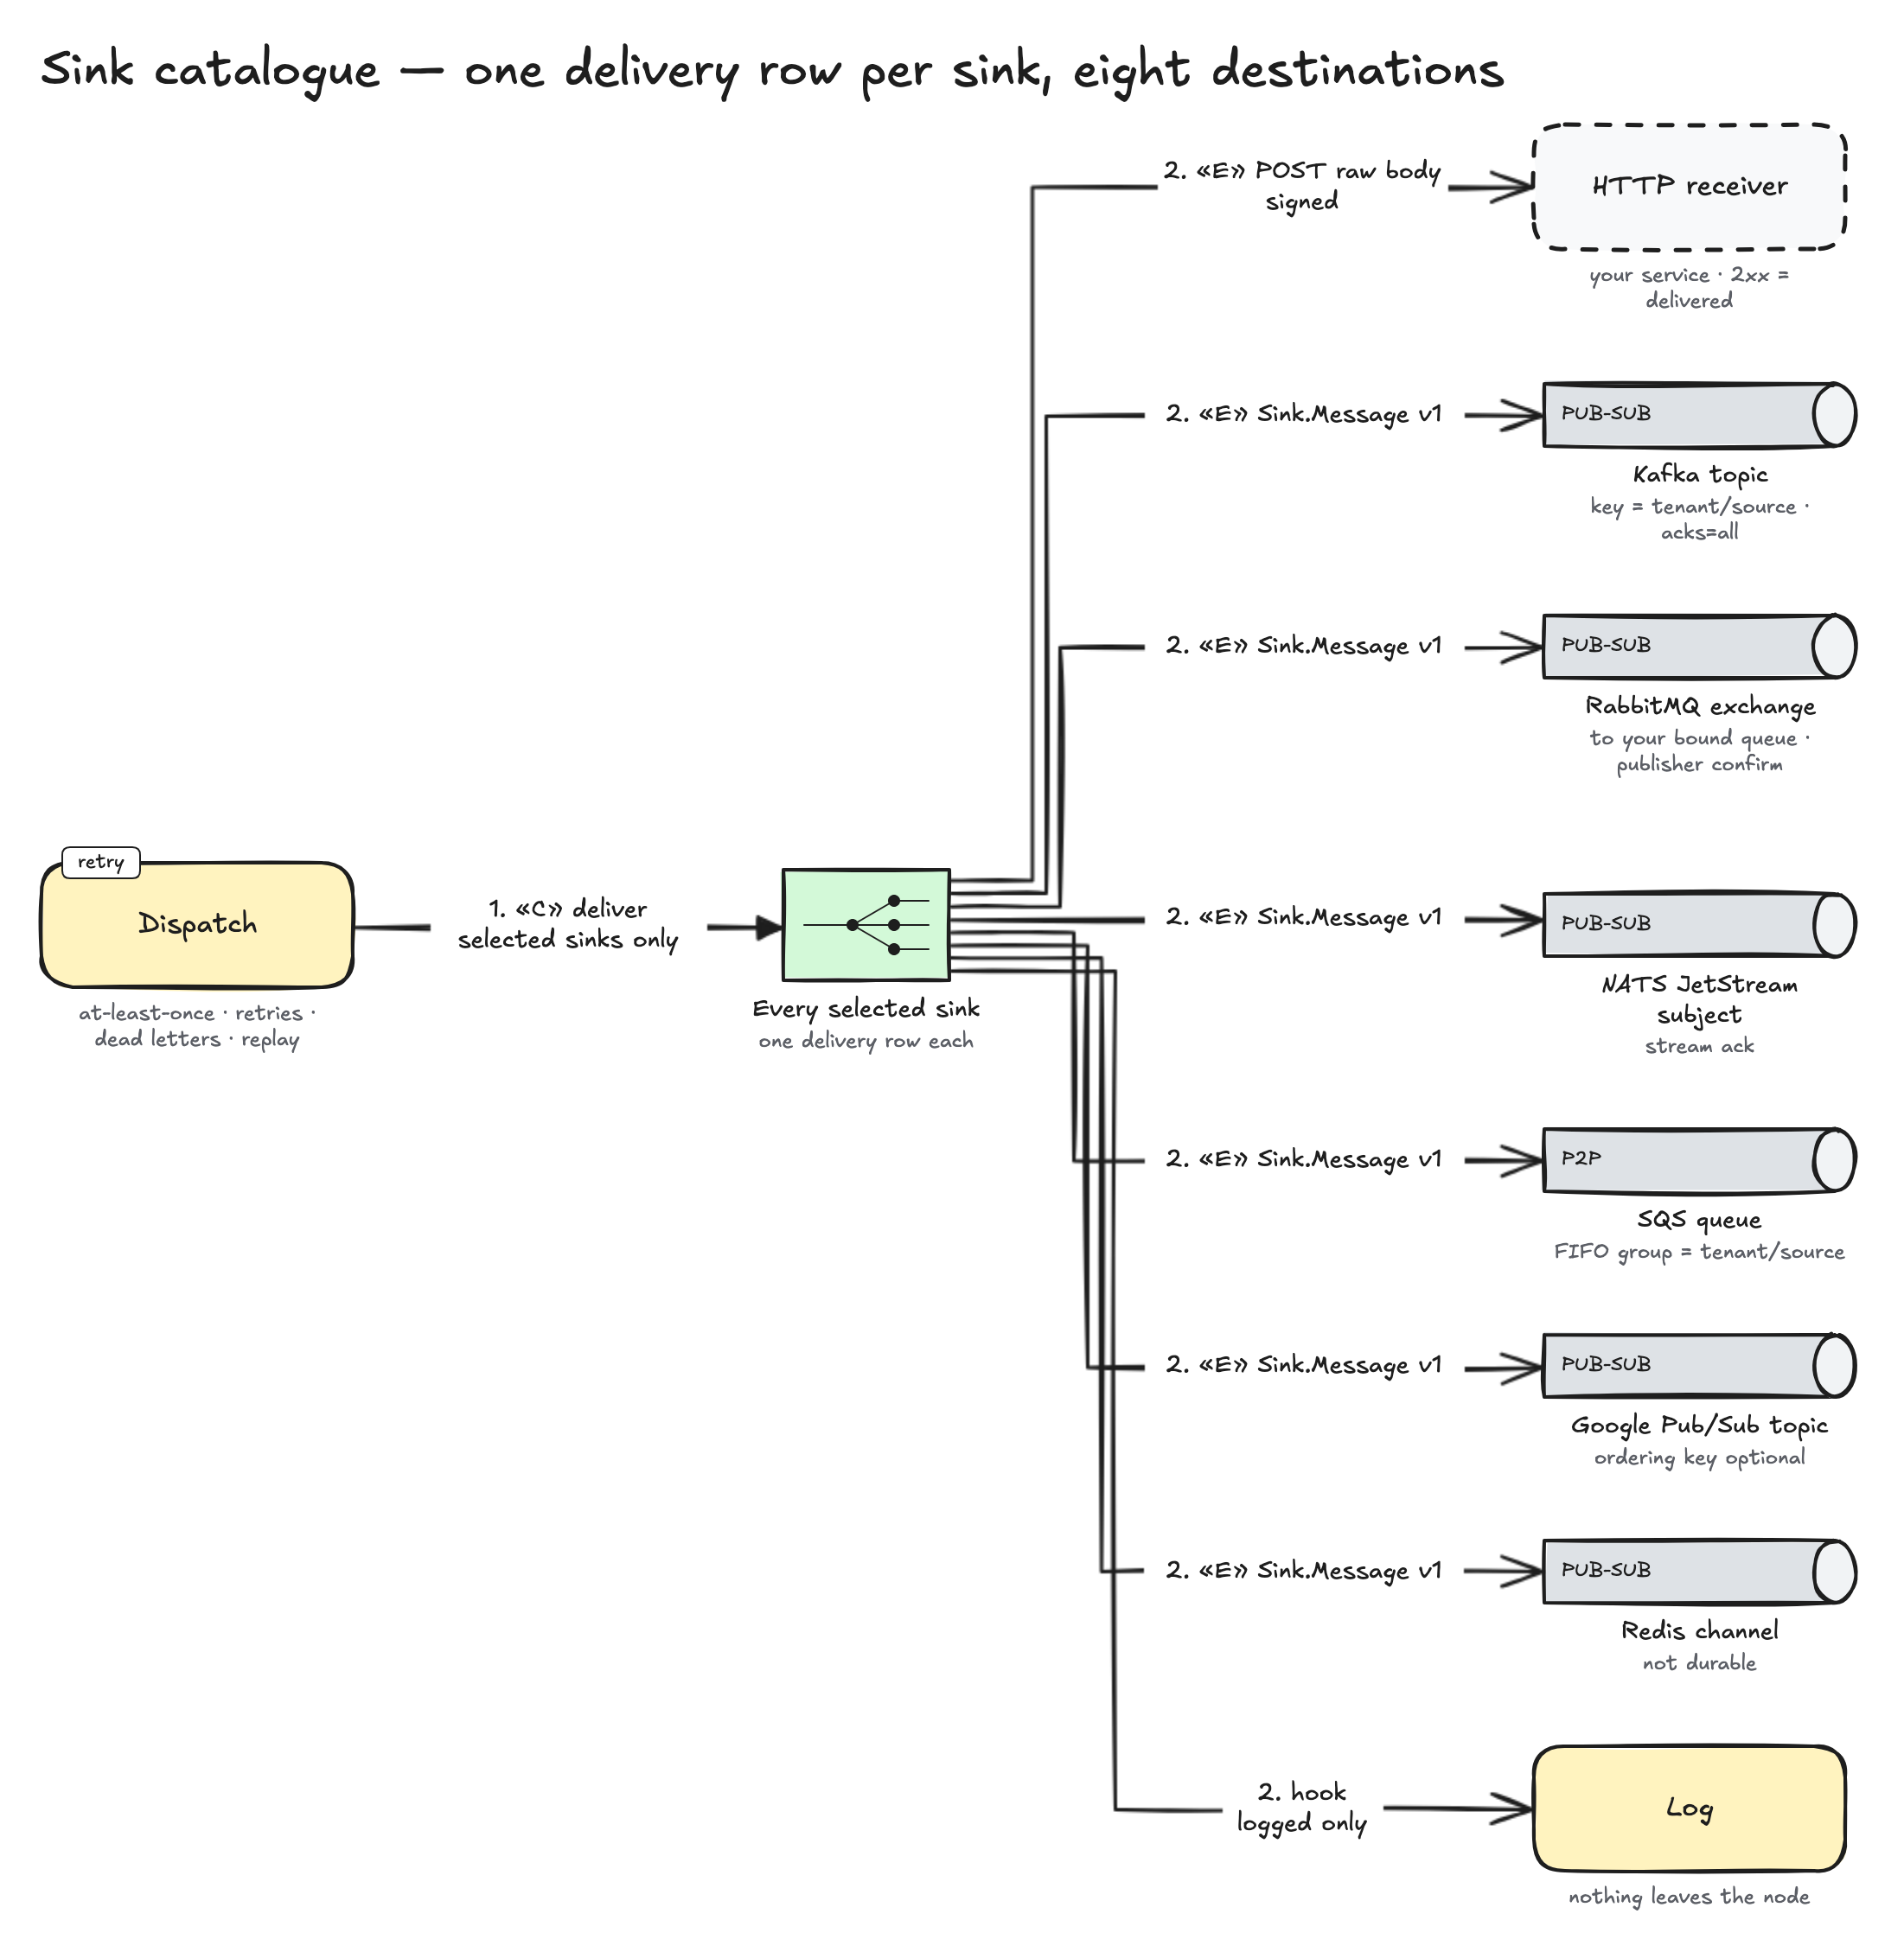 Sink catalogue — one delivery row per sink, eight destinations
2. «E» POST raw body
signed
HTTP receiver
your service · 2xx =
delivered
2. «E» Sink.Message v1
PUB-SUB
Kafka topic
key = tenant/source ·
acks=all
2. «E» Sink.Message v1
PUB-SUB
RabbitMQ exchange
to your bound queue ·
publisher confirm
retry
Dispatch
at-least-once · retries ·
dead letters · replay
1. «C» deliver
selected sinks only
Every selected sink
one delivery row each
2. «E» Sink.Message v1
PUB-SUB
NATS JetStream
subject
stream ack
2. «E» Sink.Message v1
P2P
SQS queue
FIFO group = tenant/source
2. «E» Sink.Message v1
PUB-SUB
Google Pub/Sub topic
ordering key optional
2. «E» Sink.Message v1
PUB-SUB
Redis channel
not durable
2. hook
logged only
Log
nothing leaves the node